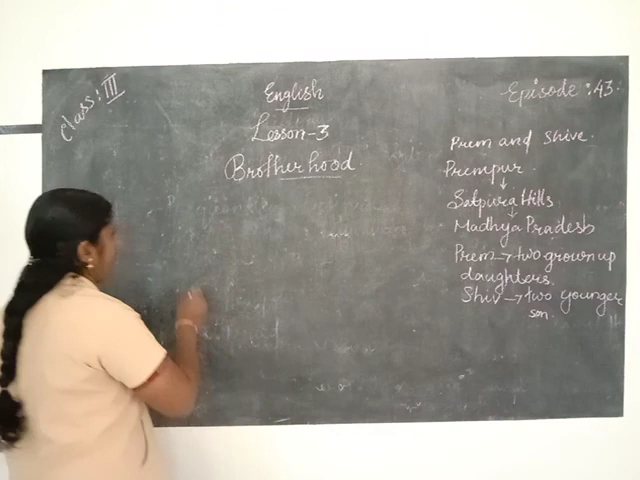 Class: III
English
Episode: 43.
Lesson-3
Brotherhood
Prem and Shive.
Prempur
↓
Satpura Hills
↓
Madhya Pradesh
Prem → two grown up
daughters.
Shiv → two younger
son.